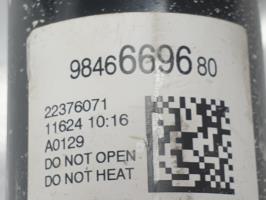 9846669680
22376071
11624 10:16
A0129
DO NOT OPEN
DO NOT HEAT